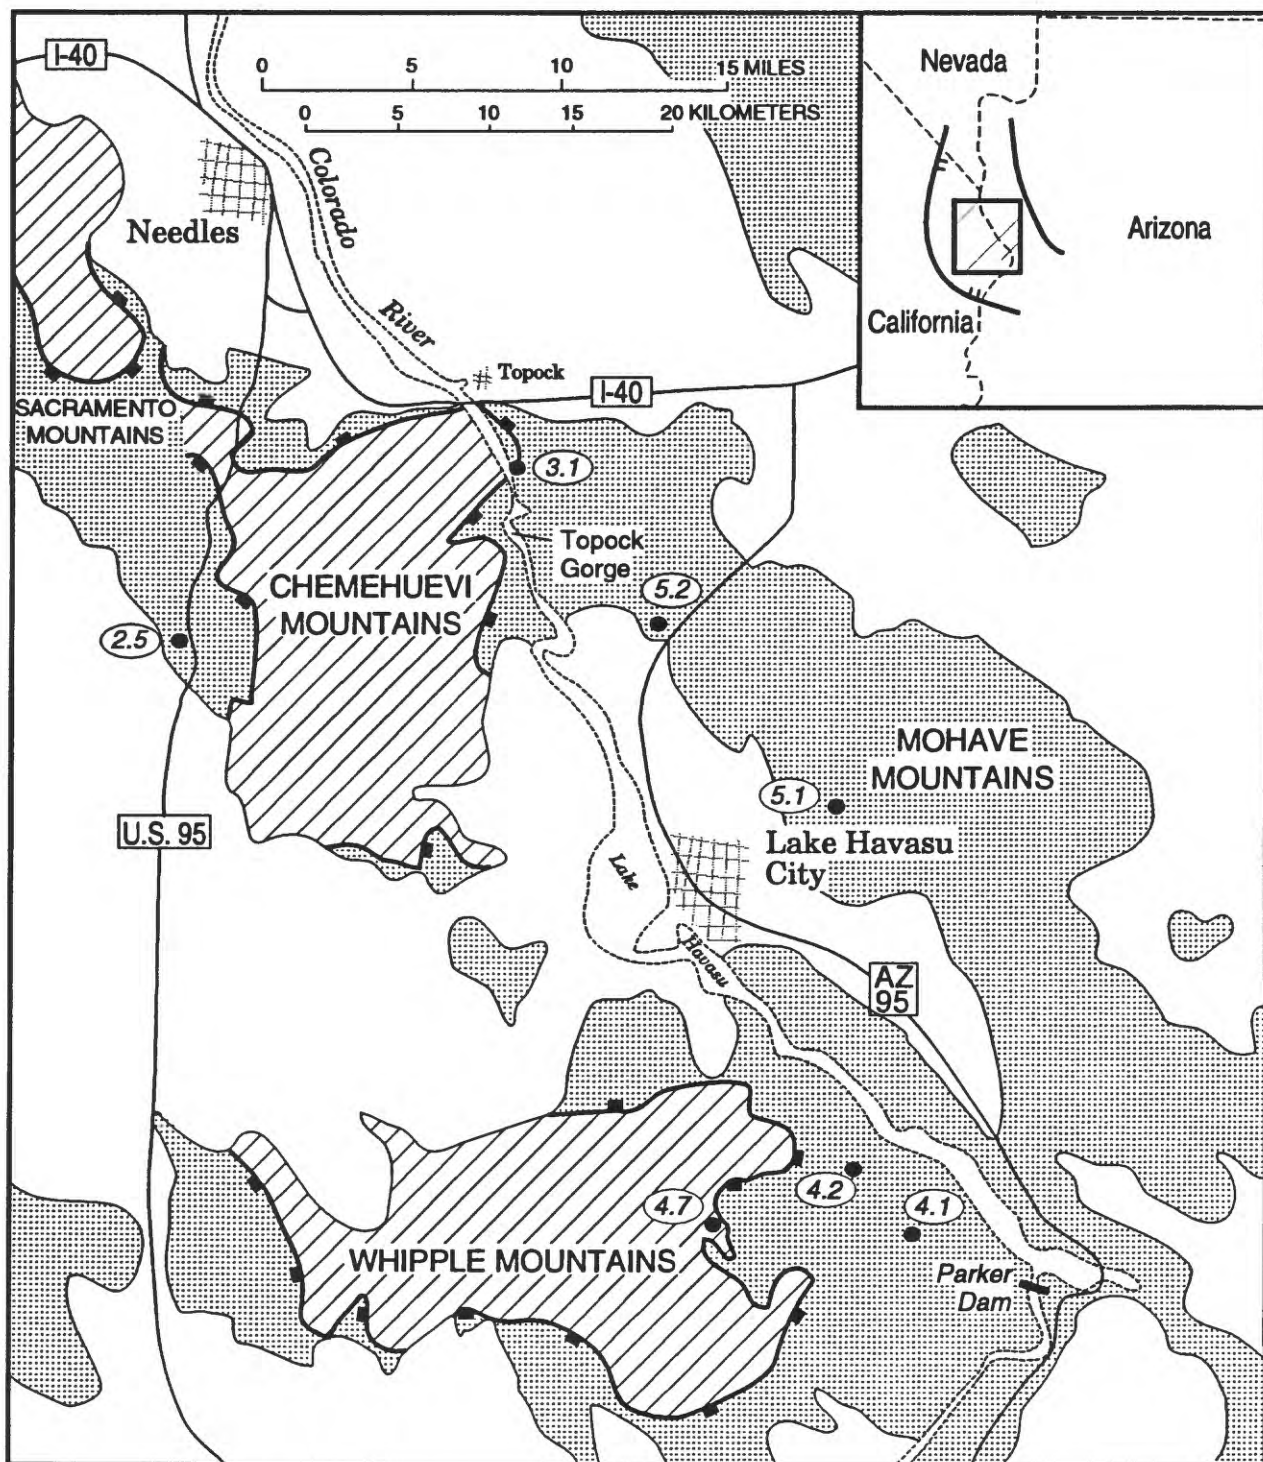 I-40
0 5 10 15 MILES
0 5 10 15 20 KILOMETERS
Nevada
Arizona
California
Colorado
River
Needles
Topock
I-40
SACRAMENTO
MOUNTAINS
3.1
Topock
Gorge
CHEMEHUEVI
MOUNTAINS
5.2
2.5
MOHAVE
MOUNTAINS
5.1
U.S. 95
Lake Havasu
City
Lake
Havasu
AZ
95
4.2
4.7
4.1
WHIPPLE MOUNTAINS
Parker
Dam